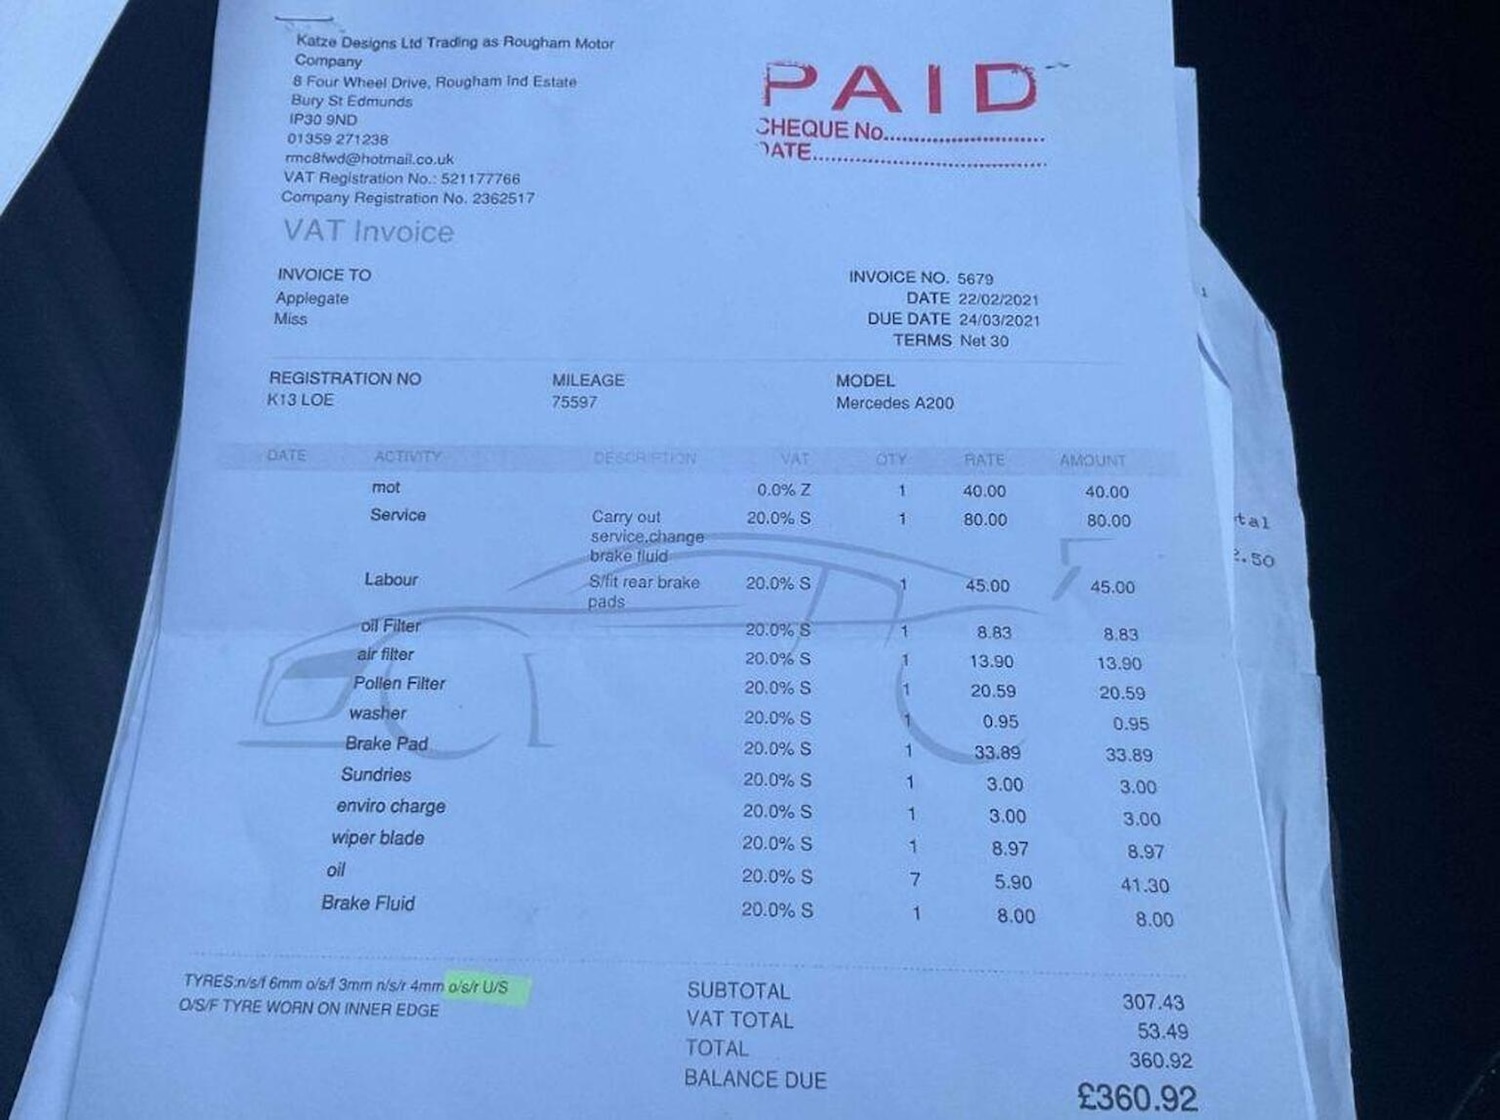 Katze Designs Ltd Trading as Rougham Motor
Company
8 Four Wheel Drive, Rougham Ind Estate
Bury St Edmunds
IP30 9ND
01359 271238
rmc8fwd@hotmail.co.uk
VAT Registration No.: 521177766
Company Registration No. 2362517
PAID
CHEQUE No.
DATE
VAT Invoice
INVOICE TO
Applegate
Miss
INVOICE NO. 5679
DATE 22/02/2021
DUE DATE 24/03/2021
TERMS Net 30
REGISTRATION NO MILEAGE MODEL
K13 LOE 75597 Mercedes A200
DATE ACTIVITY DESCRIPTION VAT QTY RATE AMOUNT
mot 0.0% Z 1 40.00 40.00
Service Carry out 20.0% S 1 80.00 80.00
service,change
brake fluid
Labour S/fit rear brake 20.0% S 1 45.00 45.00
pads
oil Filter 20.0% S 1 8.83 8.83
air filter 20.0% S 1 13.90 13.90
Pollen Filter 20.0% S 1 20.59 20.59
washer 20.0% S 1 0.95 0.95
Brake Pad 20.0% S 1 33.89 33.89
Sundries 20.0% S 1 3.00 3.00
enviro charge 20.0% S 1 3.00 3.00
wiper blade 20.0% S 1 8.97 8.97
oil 20.0% S 7 5.90 41.30
Brake Fluid 20.0% S 1 8.00 8.00
TYRES:n/s/f 6mm o/s/f 3mm n/s/r 4mm o/s/r U/S
O/S/F TYRE WORN ON INNER EDGE
SUBTOTAL 307.43
VAT TOTAL 53.49
TOTAL 360.92
BALANCE DUE £360.92
tal
2.50